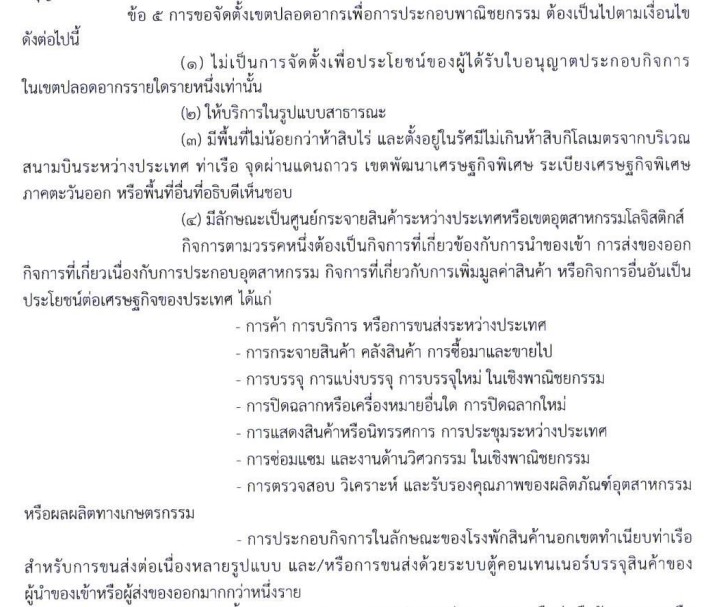 ข้อ ๕ การขอจัดตั้งเขตปลอดอากรเพื่อการประกอบพาณิชยกรรม ต้องเป็นไปตามเงื่อนไข
ดังต่อไปนี้
(๑) ไม่เป็นการจัดตั้งเพื่อประโยชน์ของผู้ได้รับใบอนุญาตประกอบกิจการ
ในเขตปลอดอากรรายใดรายหนึ่งเท่านั้น
(๒) ให้บริการในรูปแบบสาธารณะ
(๓) มีพื้นที่ไม่น้อยกว่าห้าสิบไร่ และตั้งอยู่ในรัศมีไม่เกินห้าสิบกิโลเมตรจากบริเวณ
สนามบินระหว่างประเทศ ท่าเรือ จุดผ่านแดนถาวร เขตพัฒนาเศรษฐกิจพิเศษ ระเบียงเศรษฐกิจพิเศษ
ภาคตะวันออก หรือพื้นที่อื่นที่อธิบดีเห็นชอบ
(๔) มีลักษณะเป็นศูนย์กระจายสินค้าระหว่างประเทศหรือเขตอุตสาหกรรมโลจิสติกส์
กิจการตามวรรคหนึ่งต้องเป็นกิจการที่เกี่ยวข้องกับการนำของเข้า การส่งของออก
กิจการที่เกี่ยวเนื่องกับการประกอบอุตสาหกรรม กิจการที่เกี่ยวกับการเพิ่มมูลค่าสินค้า หรือกิจการอื่นอันเป็น
ประโยชน์ต่อเศรษฐกิจของประเทศ ได้แก่
- การค้า การบริการ หรือการขนส่งระหว่างประเทศ
- การกระจายสินค้า คลังสินค้า การซื้อมาและขายไป
- การบรรจุ การแบ่งบรรจุ การบรรจุใหม่ ในเชิงพาณิชยกรรม
- การปิดฉลากหรือเครื่องหมายอื่นใด การปิดฉลากใหม่
- การแสดงสินค้าหรือนิทรรศการ การประชุมระหว่างประเทศ
- การซ่อมแซม และงานด้านวิศวกรรม ในเชิงพาณิชยกรรม
- การตรวจสอบ วิเคราะห์ และรับรองคุณภาพของผลิตภัณฑ์อุตสาหกรรม
หรือผลผลิตทางเกษตรกรรม
- การประกอบกิจการในลักษณะของโรงพักสินค้านอกเขตทำเนียบท่าเรือ
สำหรับการขนส่งต่อเนื่องหลายรูปแบบ และ/หรือการขนส่งด้วยระบบตู้คอนเทนเนอร์บรรจุสินค้าของ
ผู้นำของเข้าหรือผู้ส่งของออกมากกว่าหนึ่งราย